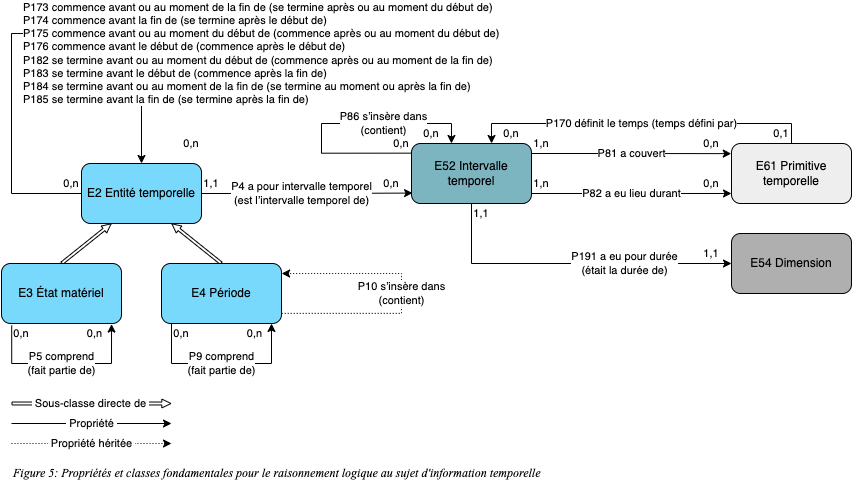 P173 commence avant ou au moment de la fin de (se termine après ou au moment du début de)
P174 commence avant la fin de (se termine le début de)
P175 commence avant ou au moment du début de (commence après ou au moment du début de)
P176 commence avant le début de (commence après le début de)
P182 se termine avant ou au moment du début de (commence après ou au moment de la fin de)
P183 se termine avant le début de (commence après la fin de)
P184 se termine avant ou au moment de la fin de (se termine au moment ou après la fin de)
P185 se termine avant la fin de (se termine après la fin de)
0,n
0,n
E2 Entité temporelle
1,1
P4 a pour intervalle temporel
(est l'intervalle temporel de)
0,n
P86 s'insère dans
(contient)
0,n
0,n
E52 Intervalle
temporel
0,n
P170 définit le temps (temps défini par)
0,1
1,n
P81 a couvert
0,n
1,n
P82 a eu lieu durant
0,n
E61 Primitive
temporelle
1,1
P191 a eu pour durée
(était la durée de)
1,1
E54 Dimension
E3 État matériel
E4 Période
P10 s'insère dans
(contient)
0,n
0,n
P5 comprend
(fait partie de)
0,n
0,n
P9 comprend
(fait partie de)
Sous-classe directe de
Propriété
Propriété héritée
Figure 5: Propriétés et classes fondamentales pour le raisonnement logique au sujet d'information temporelle